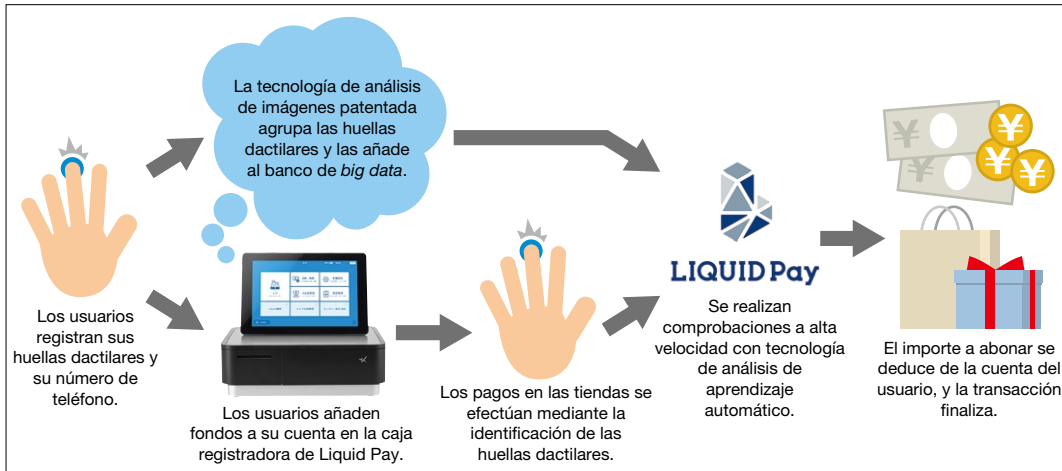 La tecnología de análisis
de imágenes patentada
agrupa las huellas
dactilares y las añade
al banco de big data.
Los usuarios
registran sus
huellas dactilares y
su número de
teléfono.
Los usuarios añaden
fondos a su cuenta en la caja
registradora de Liquid Pay.
Los pagos en las tiendas se
efectúan mediante la
identificación de las
huellas dactilares.
LIQUID Pay
Se realizan
comprobaciones a alta
velocidad con tecnología
de análisis de
aprendizaje
automático.
¥
¥
¥
¥
¥
El importe a abonar se
deduce de la cuenta del
usuario, y la transacción
finaliza.